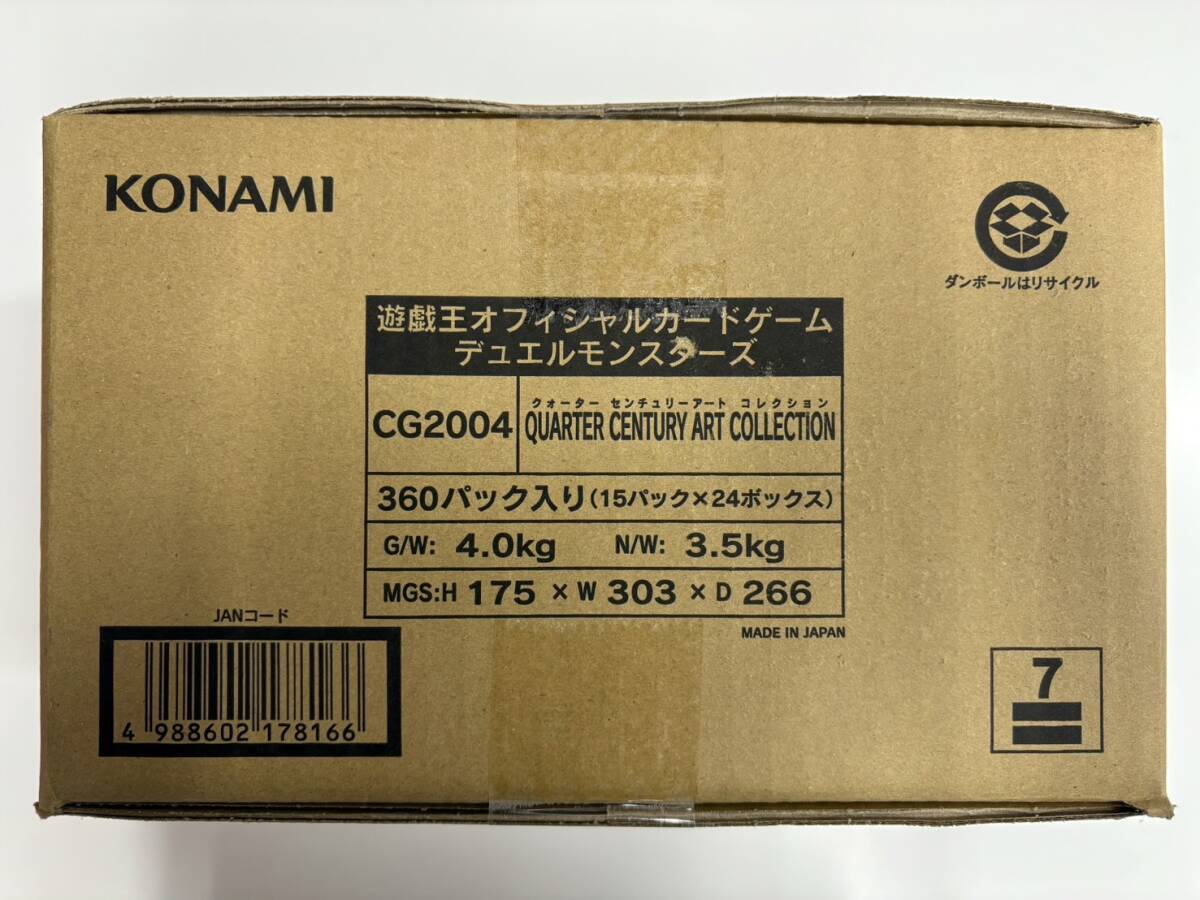 KONAMI
ダンボールはリサイクル
遊戯王オフィシャルカードゲーム
デュエルモンスターズ
クォーター センチュリーアート コレクション
CG2004 QUARTER CENTURY ART COLLECTION
360パック入り(15パック×24ボックス)
G/W: 4.0kg N/W: 3.5kg
MGS:H 175 × W 303 × D 266
MADE IN JAPAN
JANコード
4 988602 178166
7